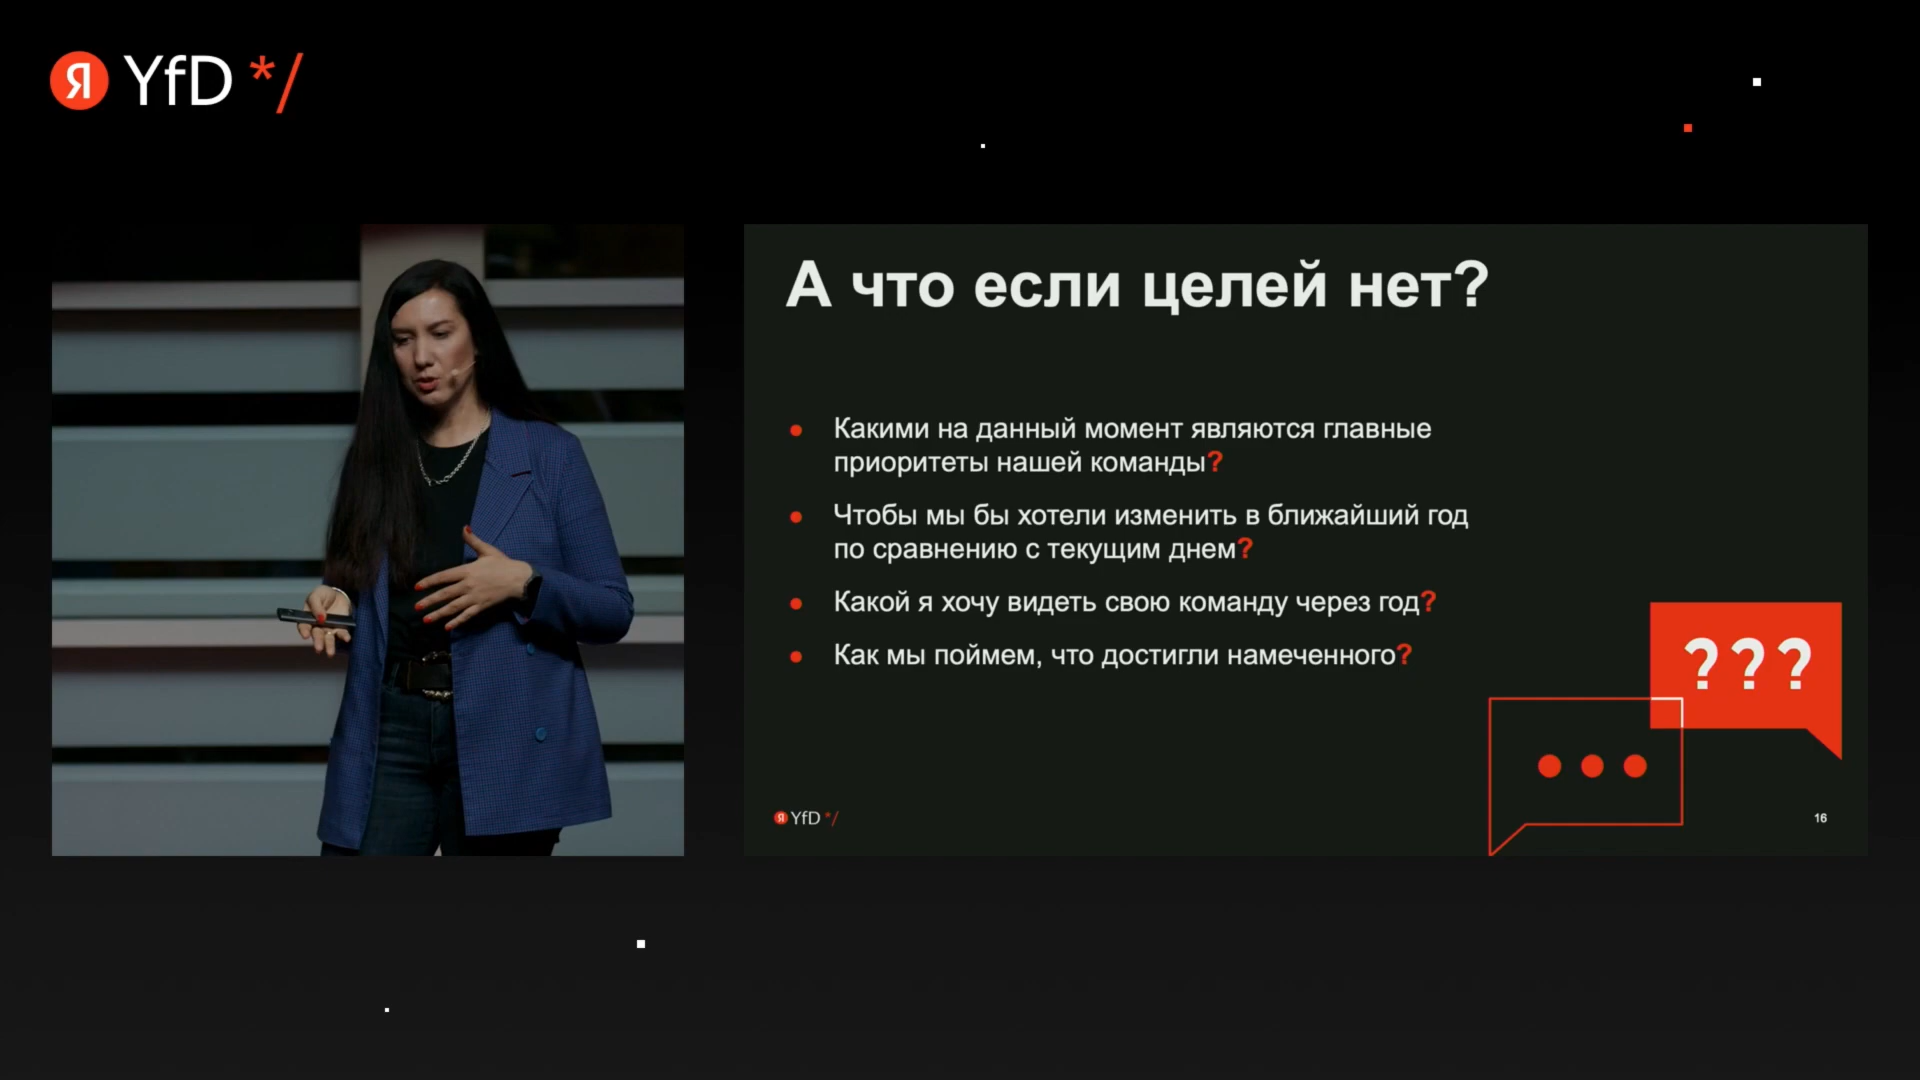 Я YfD */
А что если целей нет?
Какими на данный момент являются главные
приоритеты нашей команды?
Чтобы мы бы хотели изменить в ближайший год
по сравнению с текущим днем?
Какой я хочу видеть свою команду через год?
Как мы поймем, что достигли намеченного?
???
Я YfD */
16